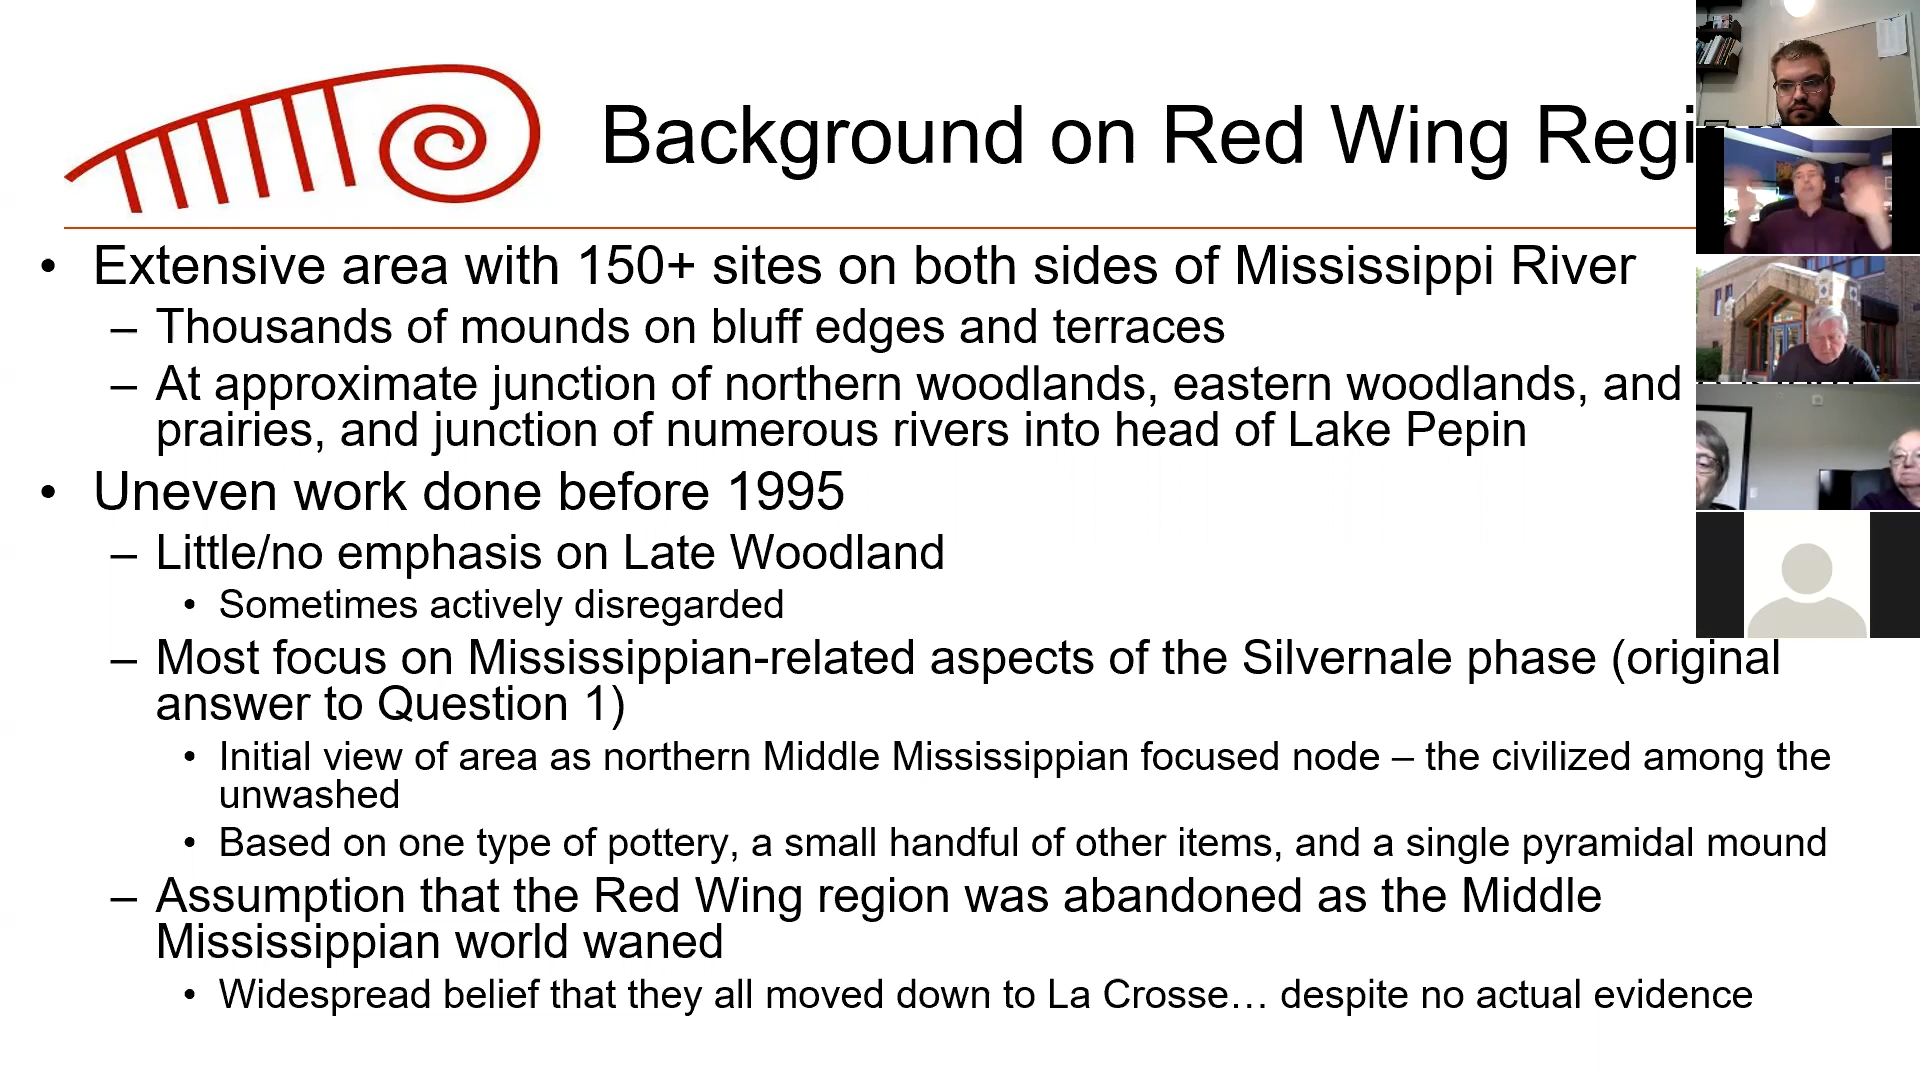 Background on Red Wing Regi
• Extensive area with 150+ sites on both sides of Mississippi River
– Thousands of mounds on bluff edges and terraces
– At approximate junction of northern woodlands, eastern woodlands, and
prairies, and junction of numerous rivers into head of Lake Pepin
• Uneven work done before 1995
– Little/no emphasis on Late Woodland
• Sometimes actively disregarded
– Most focus on Mississippian-related aspects of the Silvernale phase (original
answer to Question 1)
• Initial view of area as northern Middle Mississippian focused node – the civilized among the
unwashed
• Based on one type of pottery, a small handful of other items, and a single pyramidal mound
– Assumption that the Red Wing region was abandoned as the Middle
Mississippian world waned
• Widespread belief that they all moved down to La Crosse… despite no actual evidence